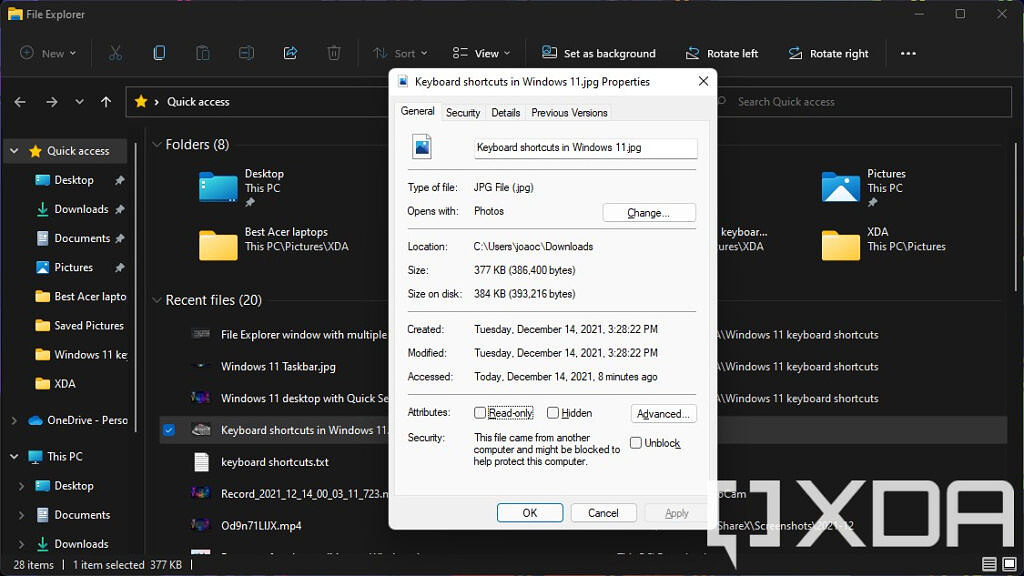 File Explorer
New
Sort
View
Set as background
Rotate left
Rotate right
Quick access
Search Quick access
Quick access
Desktop
Downloads
Documents
Pictures
Best Acer lapto
Saved Pictures
Windows 11 ke
XDA
OneDrive - Perso
This PC
Desktop
Documents
Downloads
Folders (8)
Desktop
This PC
Best Acer laptops
This PC\Pictures\XDA
Pictures
This PC
keyboar...
ures\XDA
XDA
This PC\Pictures
Recent files (20)
File Explorer window with multiple
\Windows 11 keyboard shortcuts
Windows 11 Taskbar.jpg
\Windows 11 keyboard shortcuts
Windows 11 desktop with Quick Se
\Windows 11 keyboard shortcuts
Keyboard shortcuts in Windows 11.
keyboard shortcuts.txt
Record_2021_12_14_00_03_11_723.m
oCam
Od9n71LIJX.mp4
ShareX\Screenshots\2021-12
Keyboard shortcuts in Windows 11.jpg Properties
General
Security
Details
Previous Versions
Keyboard shortcuts in Windows 11.jpg
Type of file: JPG File (.jpg)
Opens with: Photos
Change...
Location: C:\Users\joaoc\Downloads
Size: 377 KB (386,400 bytes)
Size on disk: 384 KB (393,216 bytes)
Created: Tuesday, December 14, 2021, 3:28:22 PM
Modified: Tuesday, December 14, 2021, 3:28:22 PM
Accessed: Today, December 14, 2021, 8 minutes ago
Attributes: Read-only Hidden Advanced...
Security: This file came from another
computer and might be blocked to
help protect this computer.
Unblock
OK
Cancel
Apply
28 items
1 item selected 377 KB
XDA